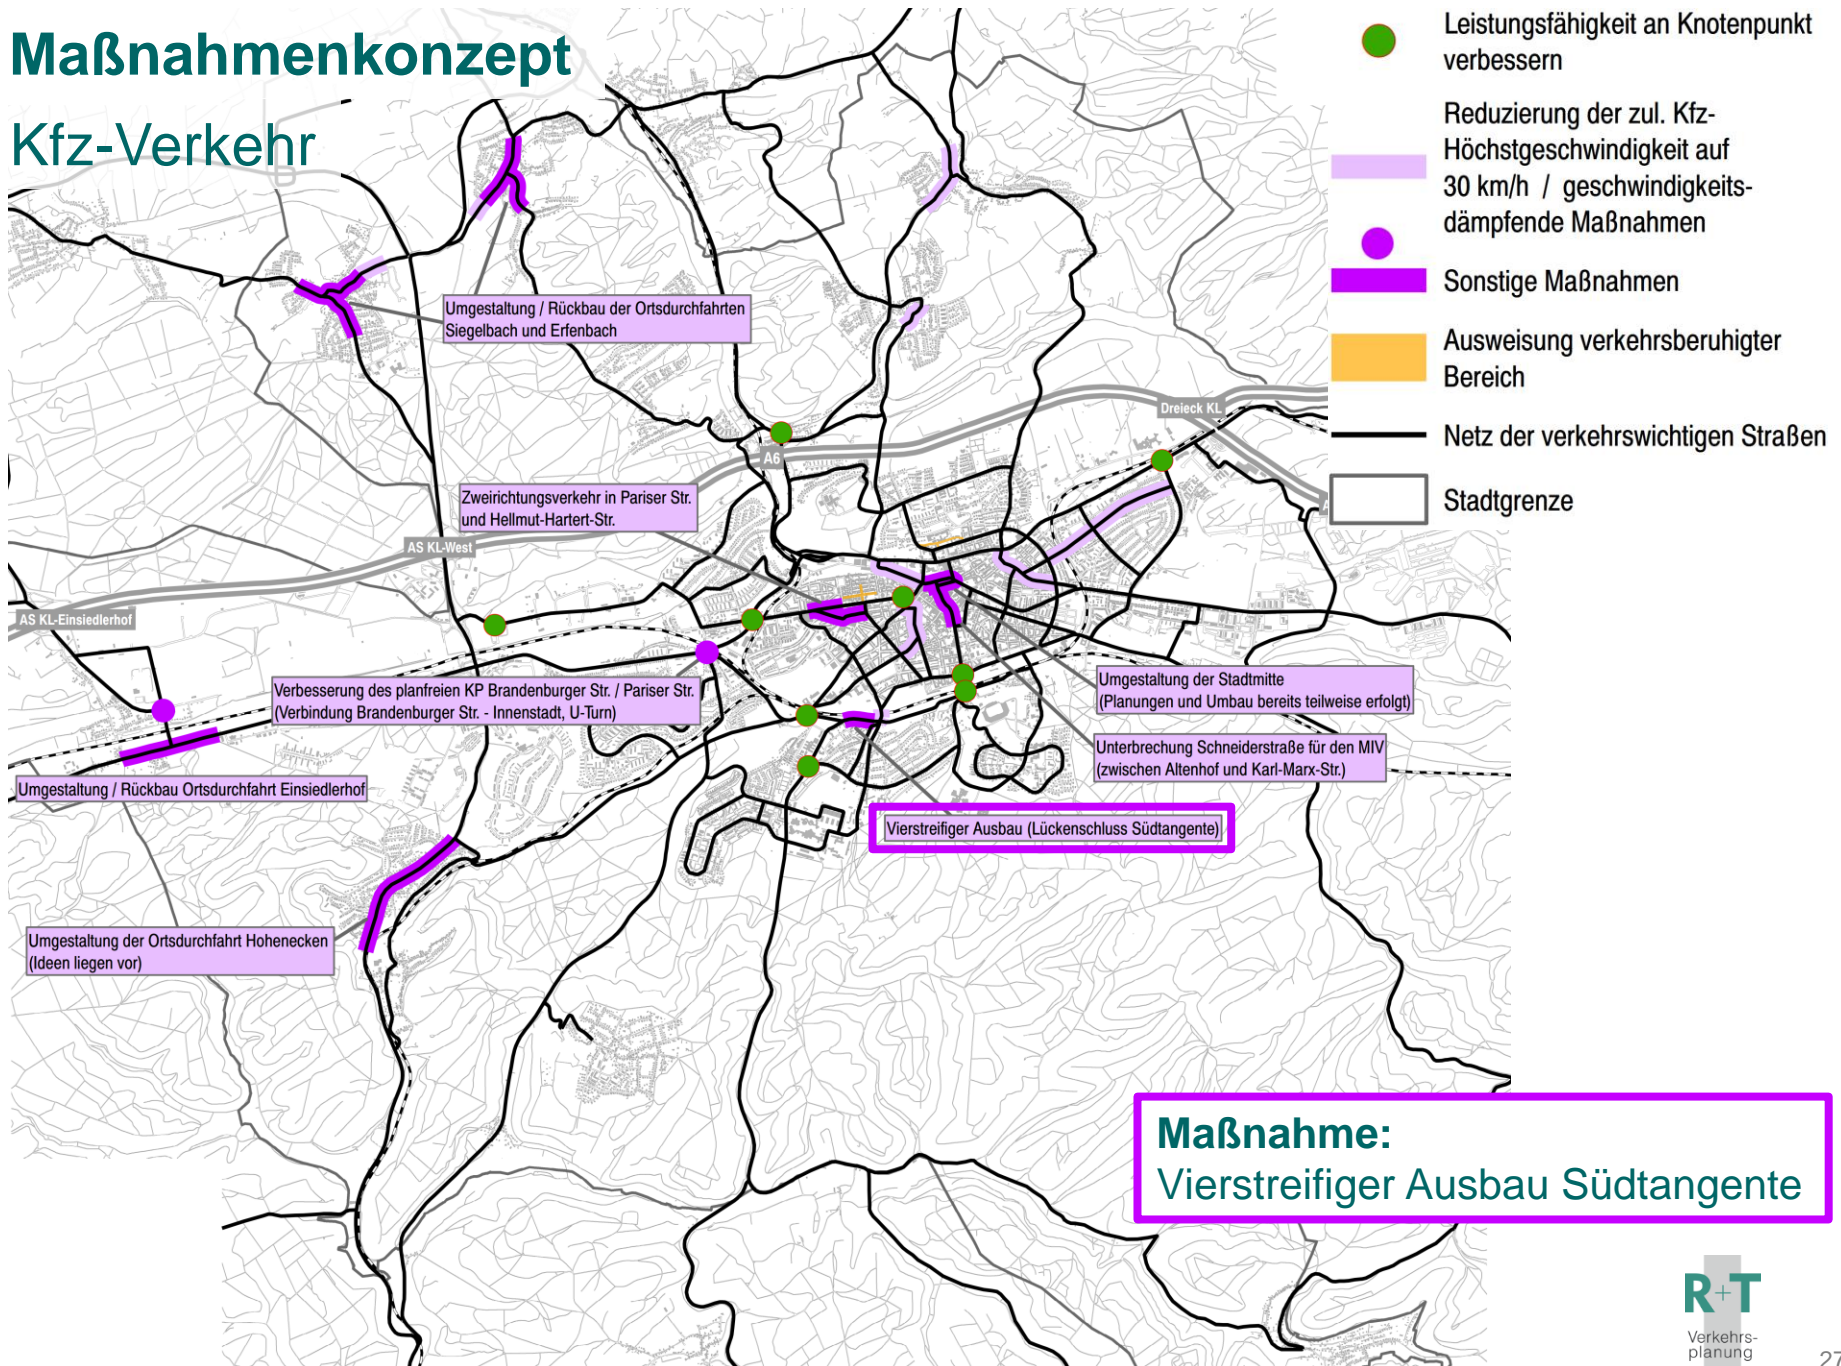 Maßnahmenkonzept
Kfz-Verkehr
Leistungsfähigkeit an Knotenpunkt
verbessern
Reduzierung der zul. Kfz-
Höchstgeschwindigkeit auf
30 km/h / geschwindigkeits-
dämpfende Maßnahmen
Sonstige Maßnahmen
Ausweisung verkehrsberuhigter
Bereich
Netz der verkehrswichtigen Straßen
Stadtgrenze
Umgestaltung / Rückbau der Ortsdurchfahrten
Siegelbach und Erfenbach
Dreieck KL
A6
Zweirichtungsverkehr in Pariser Str.
und Hellmut-Hartert-Str.
AS KL-West
AS KL-Einsiedlerhof
Verbesserung des planfreien KP Brandenburger Str. / Pariser Str.
(Verbindung Brandenburger Str. - Innenstadt, U-Turn)
Umgestaltung der Stadtmitte
(Planungen und Umbau bereits teilweise erfolgt)
Unterbrechung Schneiderstraße für den MIV
(zwischen Altenhof und Karl-Marx-Str.)
Umgestaltung / Rückbau Ortsdurchfahrt Einsiedlerhof
Vierstreifiger Ausbau (Lückenschluss Südtangente)
Umgestaltung der Ortsdurchfahrt Hohenecken
(Ideen liegen vor)
Maßnahme:
Vierstreifiger Ausbau Südtangente
R+T
Verkehrs-
planung
27